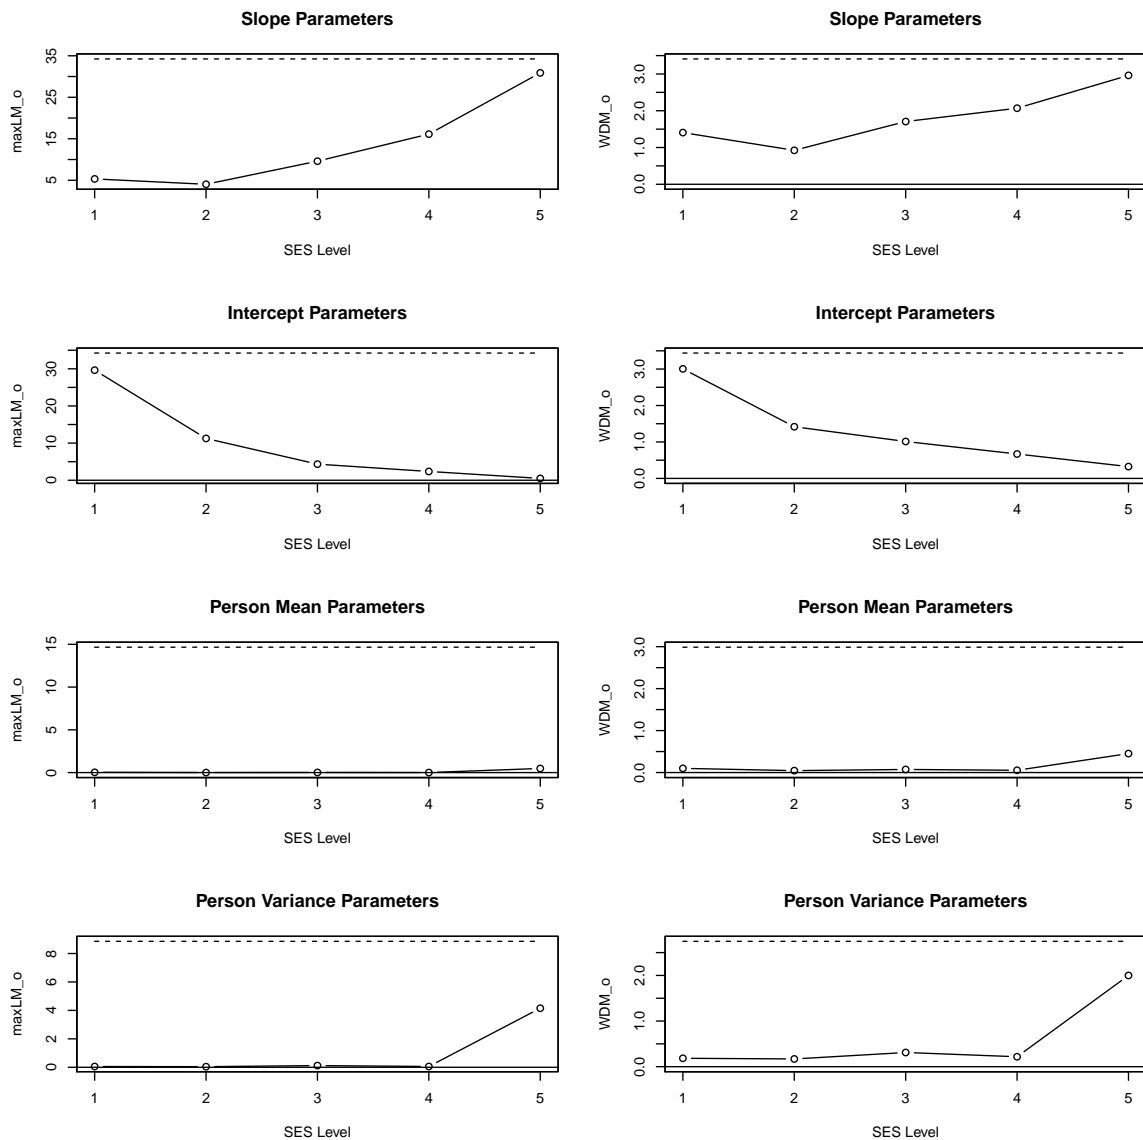 Slope Parameters
maxLM_o
35
25
15
5
1 2 3 4 5
SES Level
Slope Parameters
WDM_o
3.0
2.0
1.0
0.0
1 2 3 4 5
SES Level
Intercept Parameters
maxLM_o
30
20
10
0
1 2 3 4 5
SES Level
Intercept Parameters
WDM_o
3.0
2.0
1.0
0.0
1 2 3 4 5
SES Level
Person Mean Parameters
maxLM_o
15
10
5
0
1 2 3 4 5
SES Level
Person Mean Parameters
WDM_o
3.0
2.0
1.0
0.0
1 2 3 4 5
SES Level
Person Variance Parameters
maxLM_o
8
6
4
2
0
1 2 3 4 5
SES Level
Person Variance Parameters
WDM_o
2.0
1.0
0.0
1 2 3 4 5
SES Level